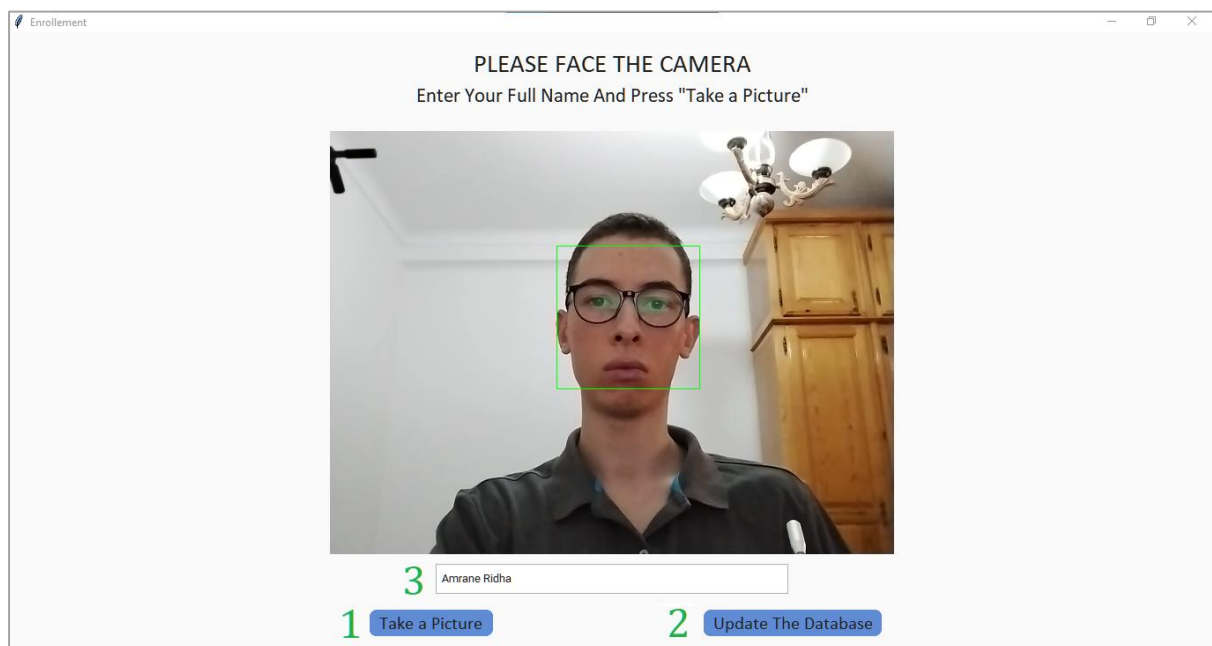 Enrollement
PLEASE FACE THE CAMERA
Enter Your Full Name And Press "Take a Picture"
3 Amrane Ridha
1 Take a Picture 2 Update The Database